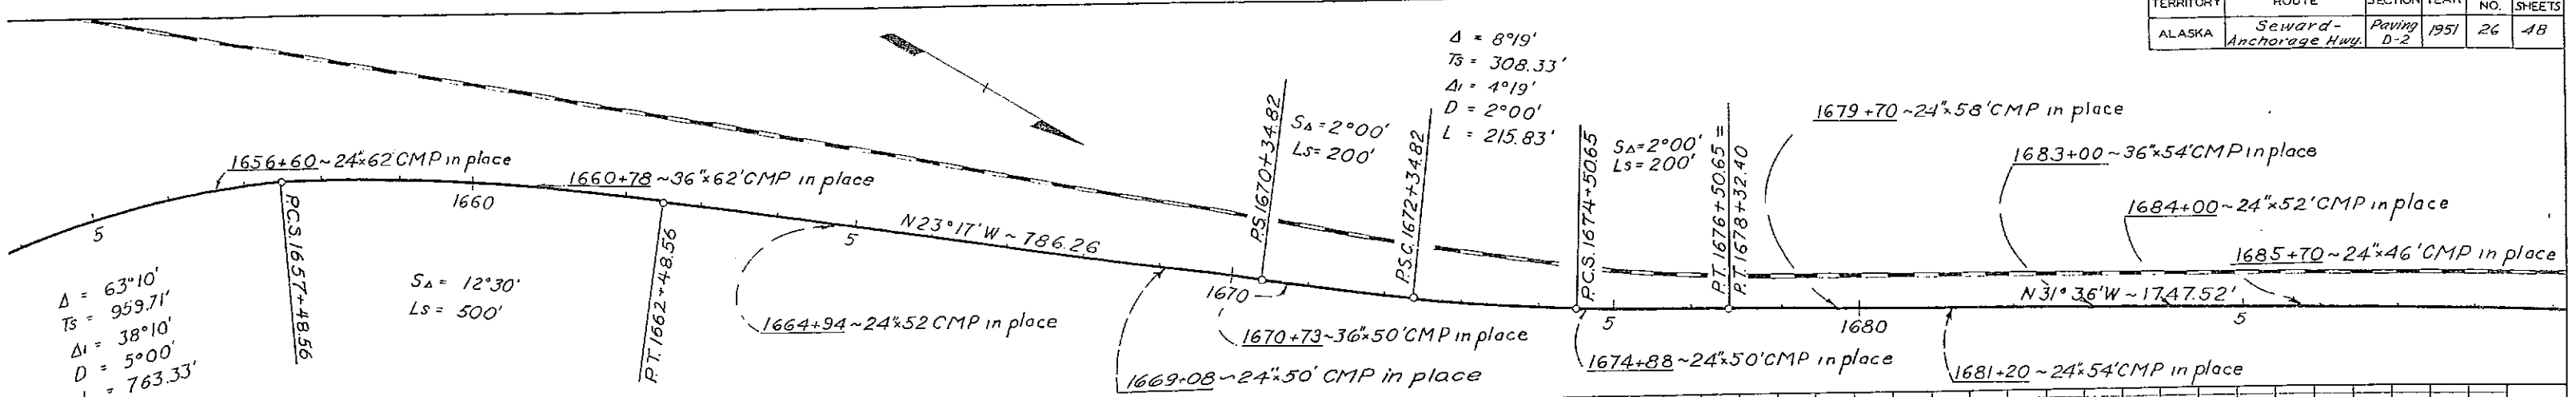 TERRITORY ROUTE SECTION YEAR NO. SHEETS
ALASKA Seward- Anchorage Hwy. Paving D-2 1951 26 48
Δ = 8°19'
Ts = 308.33'
Δ1 = 4°19'
D = 2°00'
L = 215.83'
1656+60~24"x62'CMP in place
1660+78~36"x62'CMP in place
P.S. 1670+34.82
SΔ=2°00'
Ls=200'
P.S.C. 1672+34.82
P.C.S. 1674+50.65
SΔ=2°00'
Ls=200'
P.T. 1676+50.65 =
P.T. 1678+32.40
1679+70~24"x58'CMP in place
1683+00~36"x54'CMP in place
1684+00~24"x52'CMP in place
1685+70~24"x46'CMP in place
5
P.C.S. 1657+48.56
1660
P.T. 1662+48.56
5
N23°17'W~786.26
1670
5
1680
N31°36'W~1747.52'
5
Δ = 63°10'
Ts = 959.71'
Δ1 = 38°10'
D = 5°00'
= 763.33'
SΔ = 12°30'
Ls = 500'
1664+94~24"x52 CMP in place
1669+08~24"x50' CMP in place
1670+73~36"x50'CMP in place
1674+88~24"x50'CMP in place
1681+20~24"x54'CMP in place